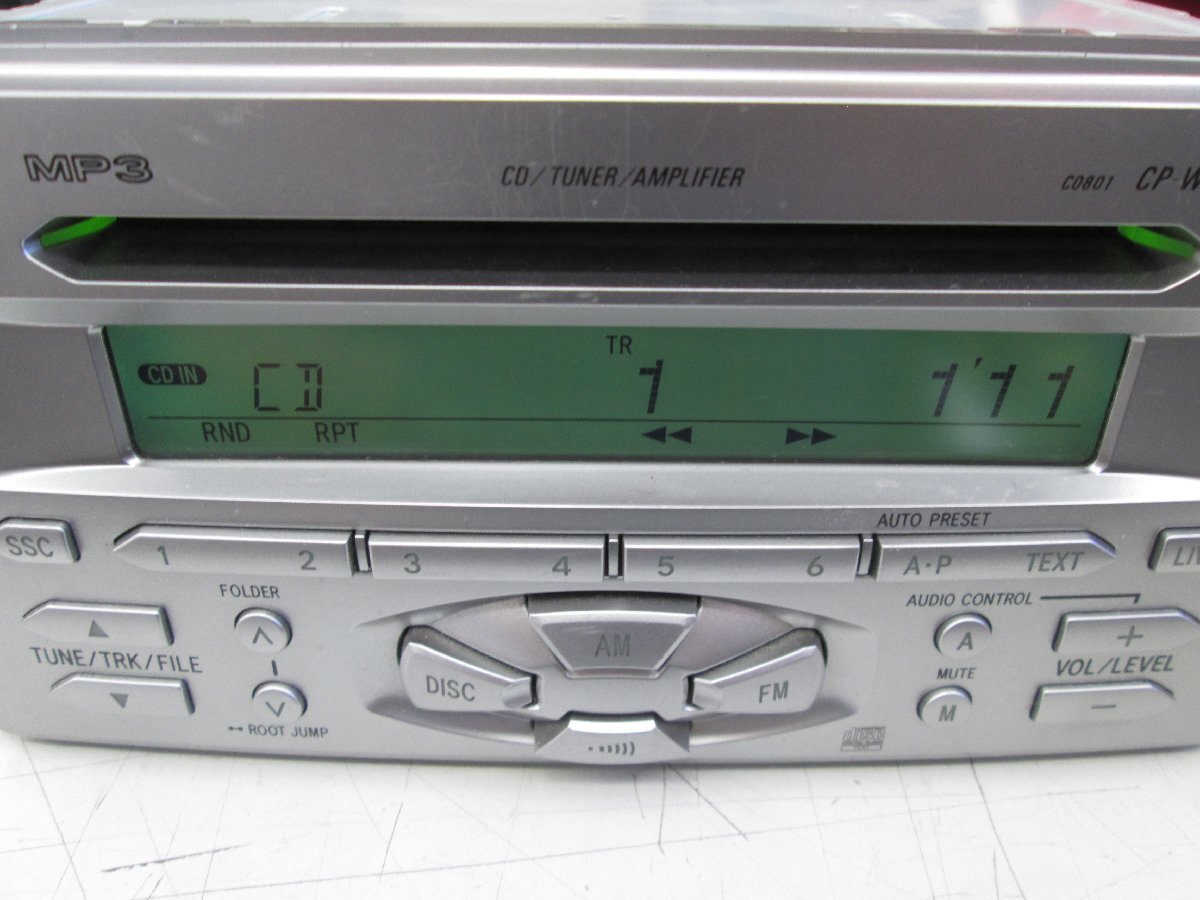 MP3
CD/TUNER/AMPLIFIER
CD801 CP-W
TR
CD IN CD 1 1'11
RND RPT ◄◄ ►►
AUTO PRESET
SSC 1 2 3 4 5 6 A·P TEXT
FOLDER
AUDIO CONTROL
TUNE/TRK/FILE
AM
A
+
DISC
FM
MUTE
VOL/LEVEL
M
−
ROOT JUMP
disc